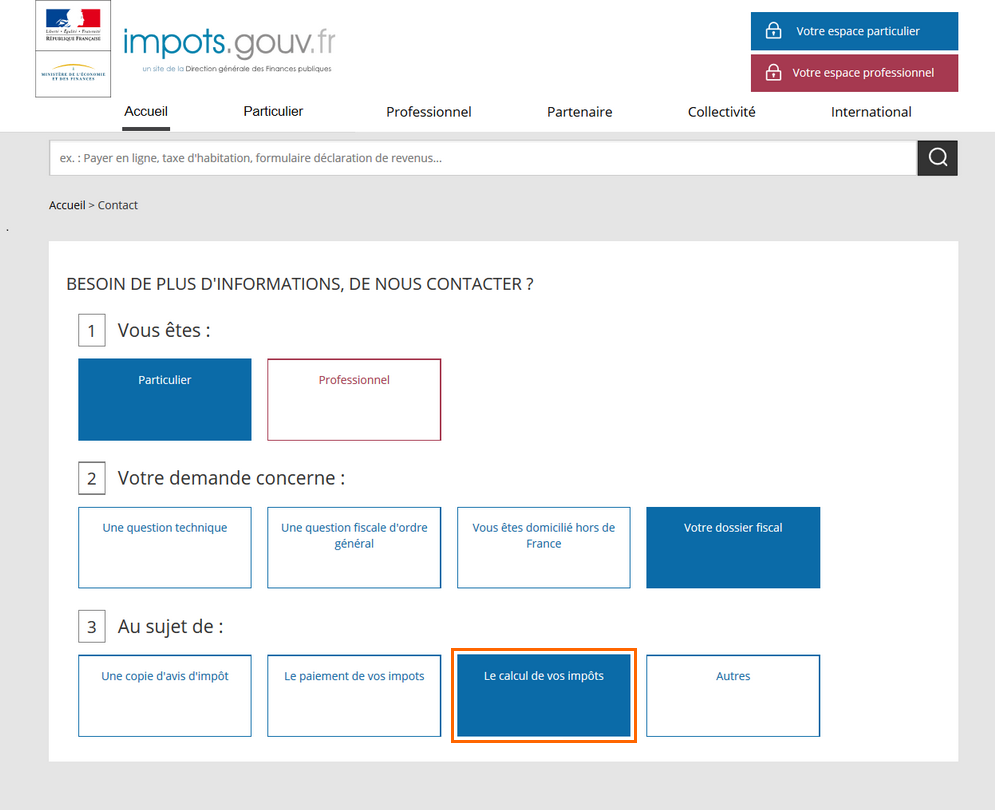 Liberté • Égalité • Fraternité
RÉPUBLIQUE FRANÇAISE
MINISTÈRE DE L'ÉCONOMIE
ET DES FINANCES
impots.gouv.fr
un site de la Direction générale des Finances publiques
Votre espace particulier
Votre espace professionnel
Accueil Particulier Professionnel Partenaire Collectivité International
ex. : Payer en ligne, taxe d'habitation, formulaire déclaration de revenus...
Accueil > Contact
BESOIN DE PLUS D'INFORMATIONS, DE NOUS CONTACTER ?
1 Vous êtes :
Particulier Professionnel
2 Votre demande concerne :
Une question technique
Une question fiscale d'ordre
général
Vous êtes domicilié hors de
France
Votre dossier fiscal
3 Au sujet de :
Une copie d'avis d'impôt Le paiement de vos impots Le calcul de vos impôts Autres